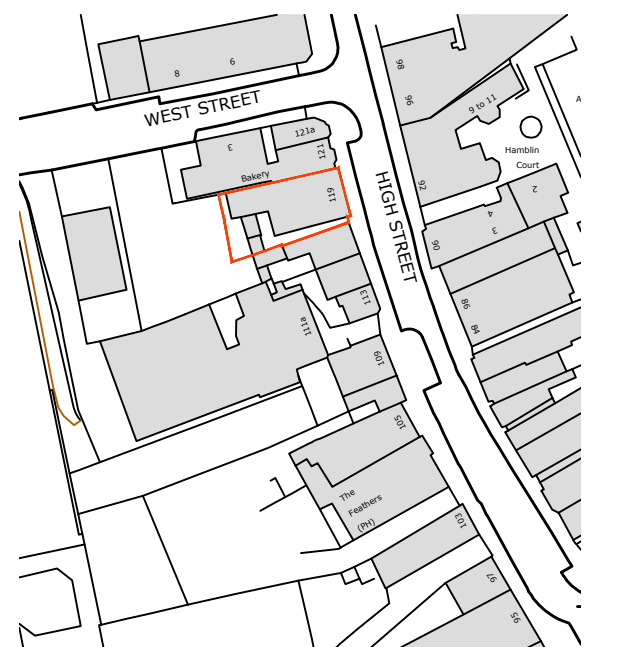 6
8
WEST STREET
98
96
9 to 11
A
Hamblin
Court
3
121a
121
Bakery
119
92
2
4
3
90
HIGH STREET
86
84
113
111a
109
105
The
Feathers
(PH)
103
97
95